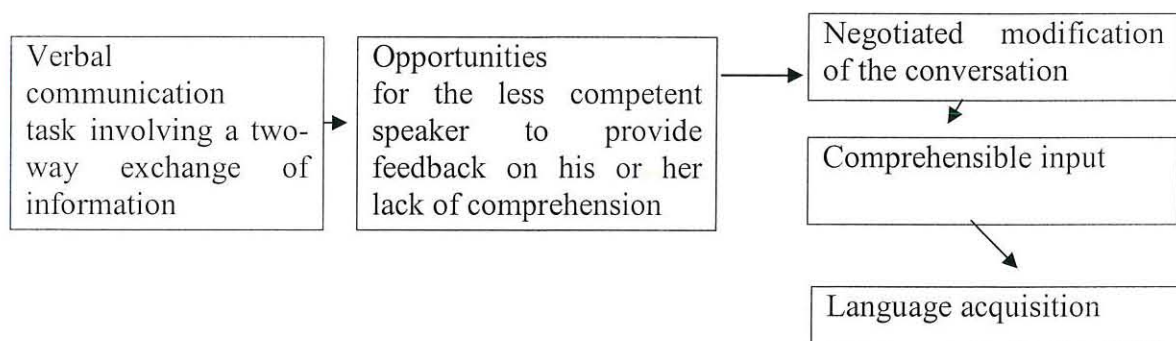 Verbal
communication
task involving a two-
way exchange of
information
Opportunities
for the less competent
speaker to provide
feedback on his or her
lack of comprehension
Negotiated modification
of the conversation
Comprehensible input
Language acquisition